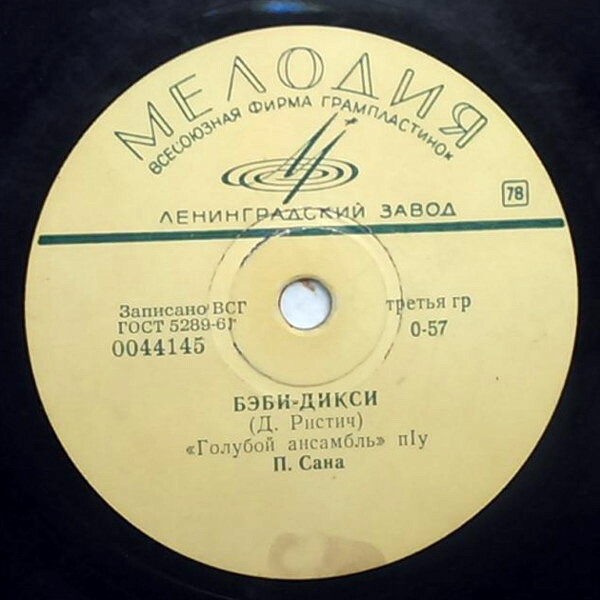 МЕЛОДИЯ
ВСЕСОЮЗНАЯ ФИРМА ГРАМПЛАСТИНОК
78
ЛЕНИНГРАДСКИЙ ЗАВОД
Записано ВСГ третья гр
ГОСТ 5289-61г 0-57
0044145
БЭБИ-ДИКСИ
(Д. Ристич)
«Голубой ансамбль» п/у
П. Сана